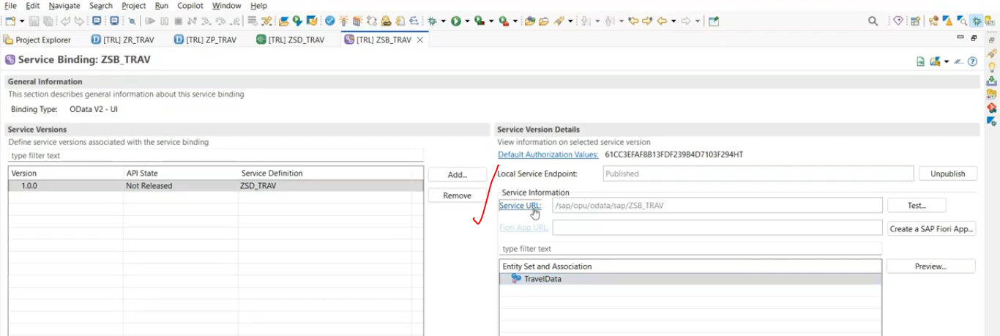 File Edit Navigate Search Project Run Copilot Window Help
Project Explorer [TRL] ZR_TRAV [TRL] ZP_TRAV [TRL] ZSD_TRAV [TRL] ZSB_TRAV
Service Binding: ZSB_TRAV
General Information
This section describes general information about this service binding
Binding Type: OData V2 - UI
Service Versions
Define service versions associated with the service binding
type filter text
Version API State Service Definition
1.0.0 Not Released ZSD_TRAV
Add...
Remove
Service Version Details
View information on selected service version
Default Authorization Values: 61CC3EFAF8B13FDF239B4D7103F294HT
Local Service Endpoint: Published Unpublish
Service Information
Service URL: /sap/opu/odata/sap/ZSB_TRAV Test...
Fiori App URL: Create a SAP Fiori App...
type filter text
Entity Set and Association Preview...
TravelData